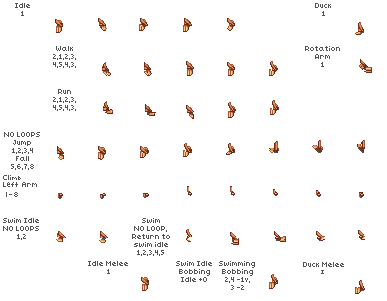 Idle
1
Duck
1
Walk
2,1,2,3,
4,5,4,3,
Rotation
Arm
1
Run
2,1,2,3,
4,5,4,3,
NO LOOPS
Jump
1,2,3,4
Fall
5,6,7,8
Climb
Left Arm
1-8
Swim Idle
NO LOOPS
1,2
Swim
NO LOOP,
Return to
swim idle
1,2,3,4,5
Idle Melee
1
Swim Idle
Bobbing
Idle +0
Swimming
Bobbing
2,4 -1v,
3 -2
Duck Melee
1